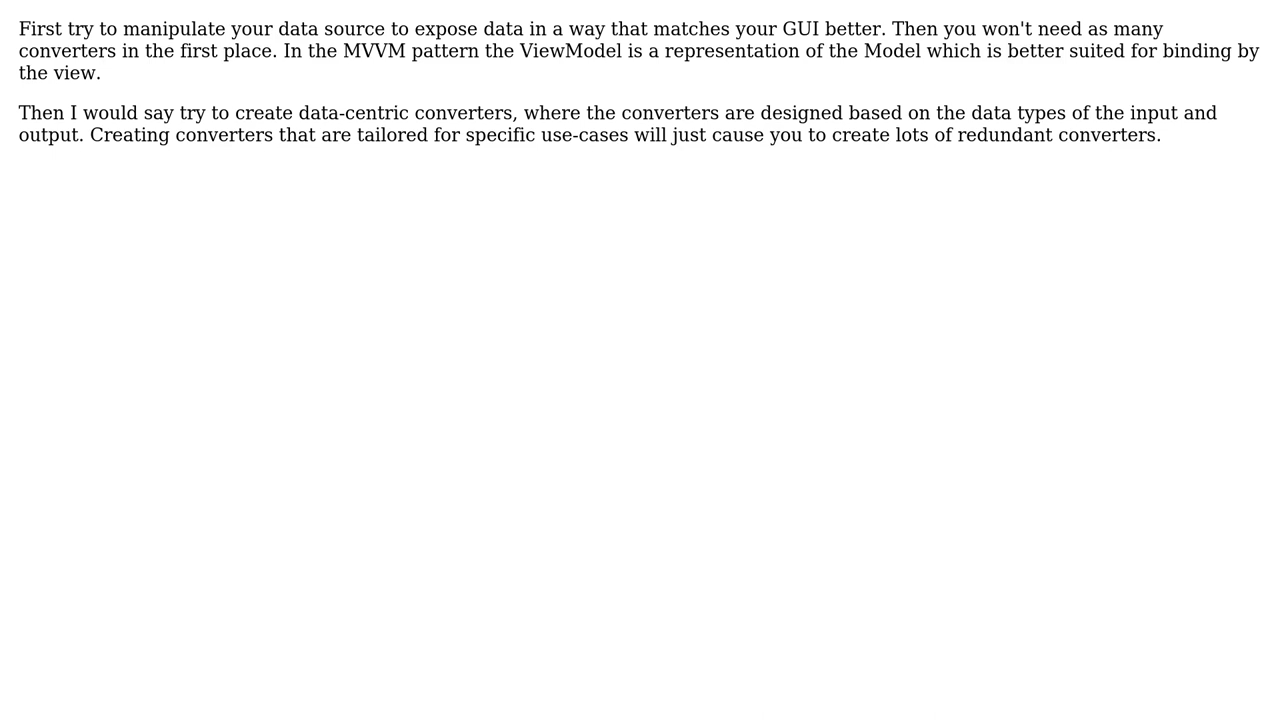 First try to manipulate your data source to expose data in a way that matches your GUI better. Then you won't need as many
converters in the first place. In the MVVM pattern the ViewModel is a representation of the Model which is better suited for binding by
the view.
Then I would say try to create data-centric converters, where the converters are designed based on the data types of the input and
output. Creating converters that are tailored for specific use-cases will just cause you to create lots of redundant converters.